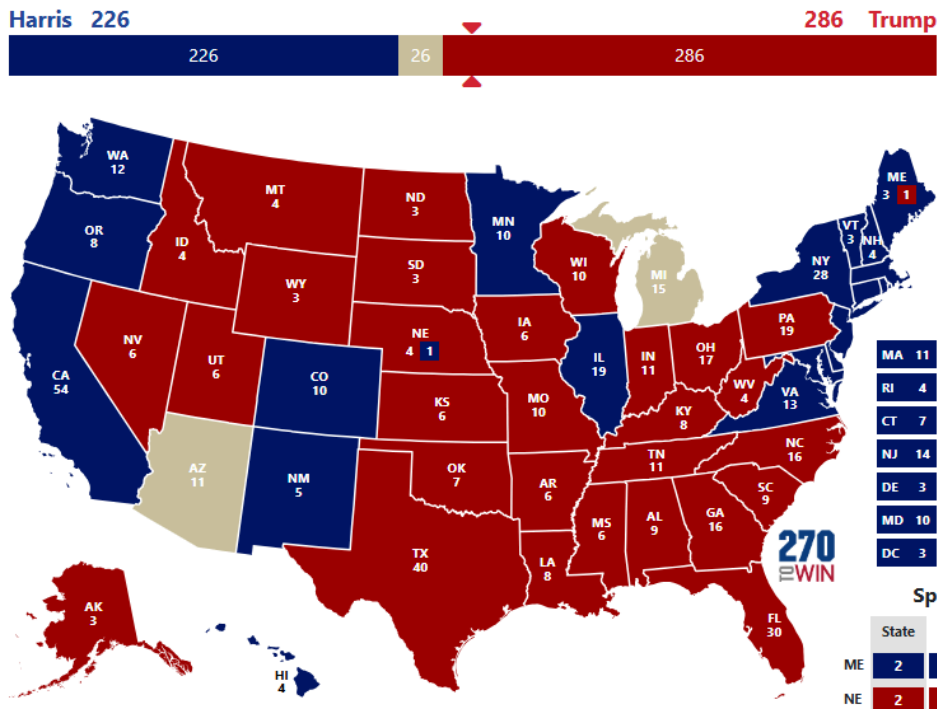 Harris 226
286 Trump
226
26
286
WA
12
MT
4
ND
3
MN
10
ME
3 1
OR
8
ID
4
SD
3
WI
10
MI
15
NY
28
VT
3
NH
4
WY
3
NV
6
UT
6
NE
4 1
IA
6
IL
19
IN
11
OH
17
PA
19
CA
54
CO
10
KS
6
MO
10
KY
8
WV
4
VA
13
MA 11
RI 4
CT 7
NJ 14
DE 3
MD 10
DC 3
AZ
11
NM
5
OK
7
AR
6
TN
11
NC
16
SC
9
TX
40
LA
8
MS
6
AL
9
GA
16
FL
30
270
TO WIN
AK
3
HI
4
Sp
State
ME 2
NE 2